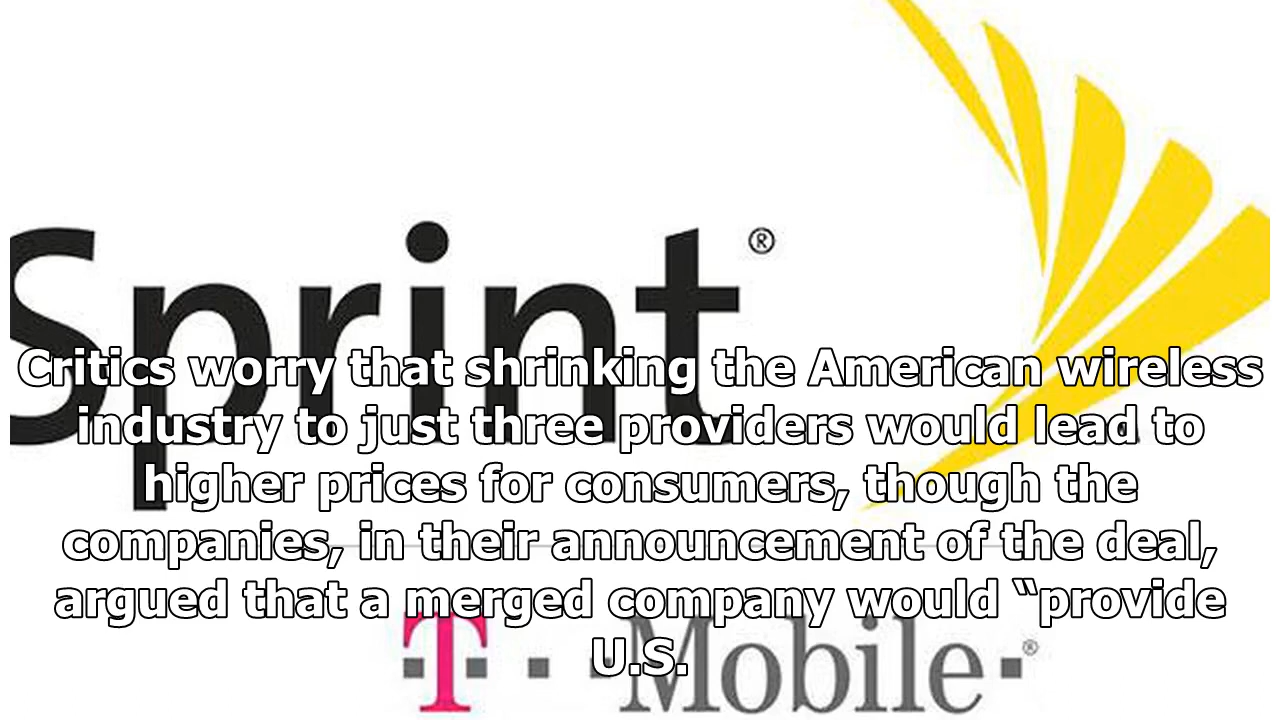 Sprint®
Critics worry that shrinking the American wireless
industry to just three providers would lead to
higher prices for consumers, though the
companies, in their announcement of the deal,
argued that a merged company would “provide
U.S.
T-Mobile®